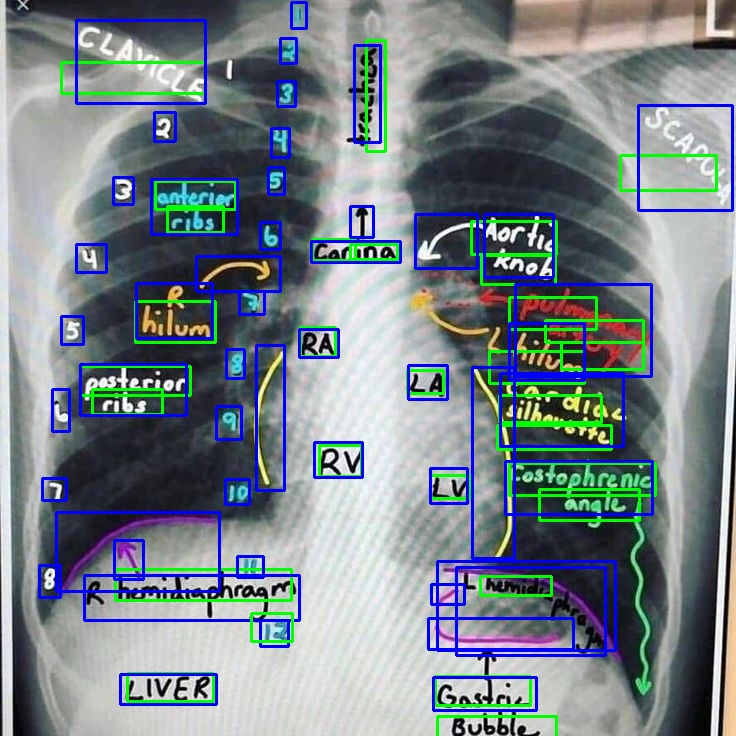 CLAVICLE
1
1
2
3
4
5
6
7
8
9
10
11
12
2
3
4
5
6
7
8
trachea
SCAPULA
anterior
ribs
Carina
Aortic
knob
R
hilum
pulmonary
artery
L hilum
RA
LA
posterior
ribs
cardiac
silhouette
RV
LV
Costophrenic
angle
R hemidiaphragm
L hemidiaphragm
LIVER
Gastric
Bubble
L